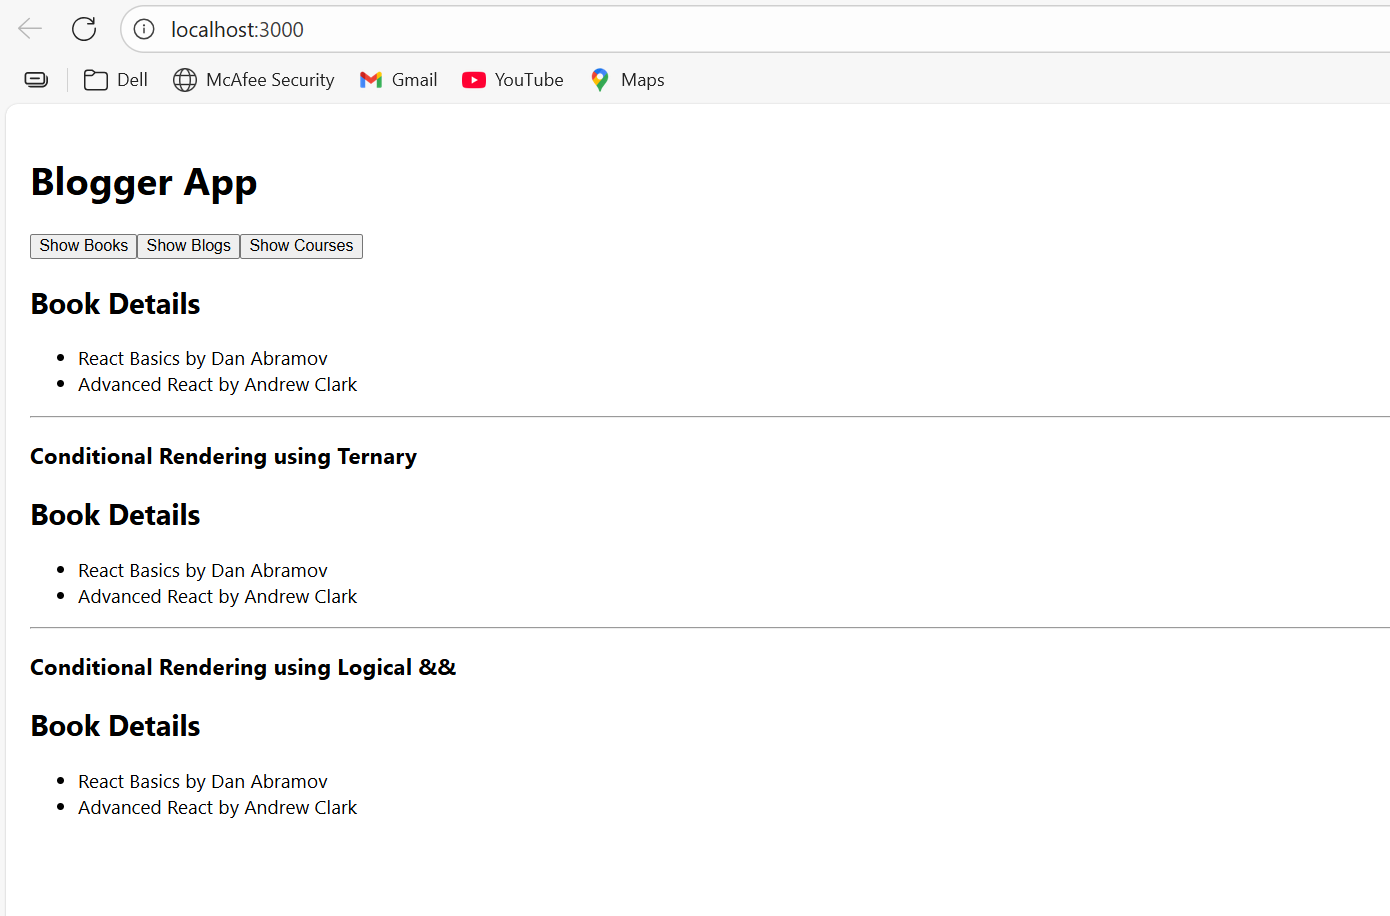 localhost:3000
Dell McAfee Security Gmail YouTube Maps
Blogger App
Show Books Show Blogs Show Courses
Book Details
React Basics by Dan Abramov
Advanced React by Andrew Clark
Conditional Rendering using Ternary
Book Details
React Basics by Dan Abramov
Advanced React by Andrew Clark
Conditional Rendering using Logical &&
Book Details
React Basics by Dan Abramov
Advanced React by Andrew Clark